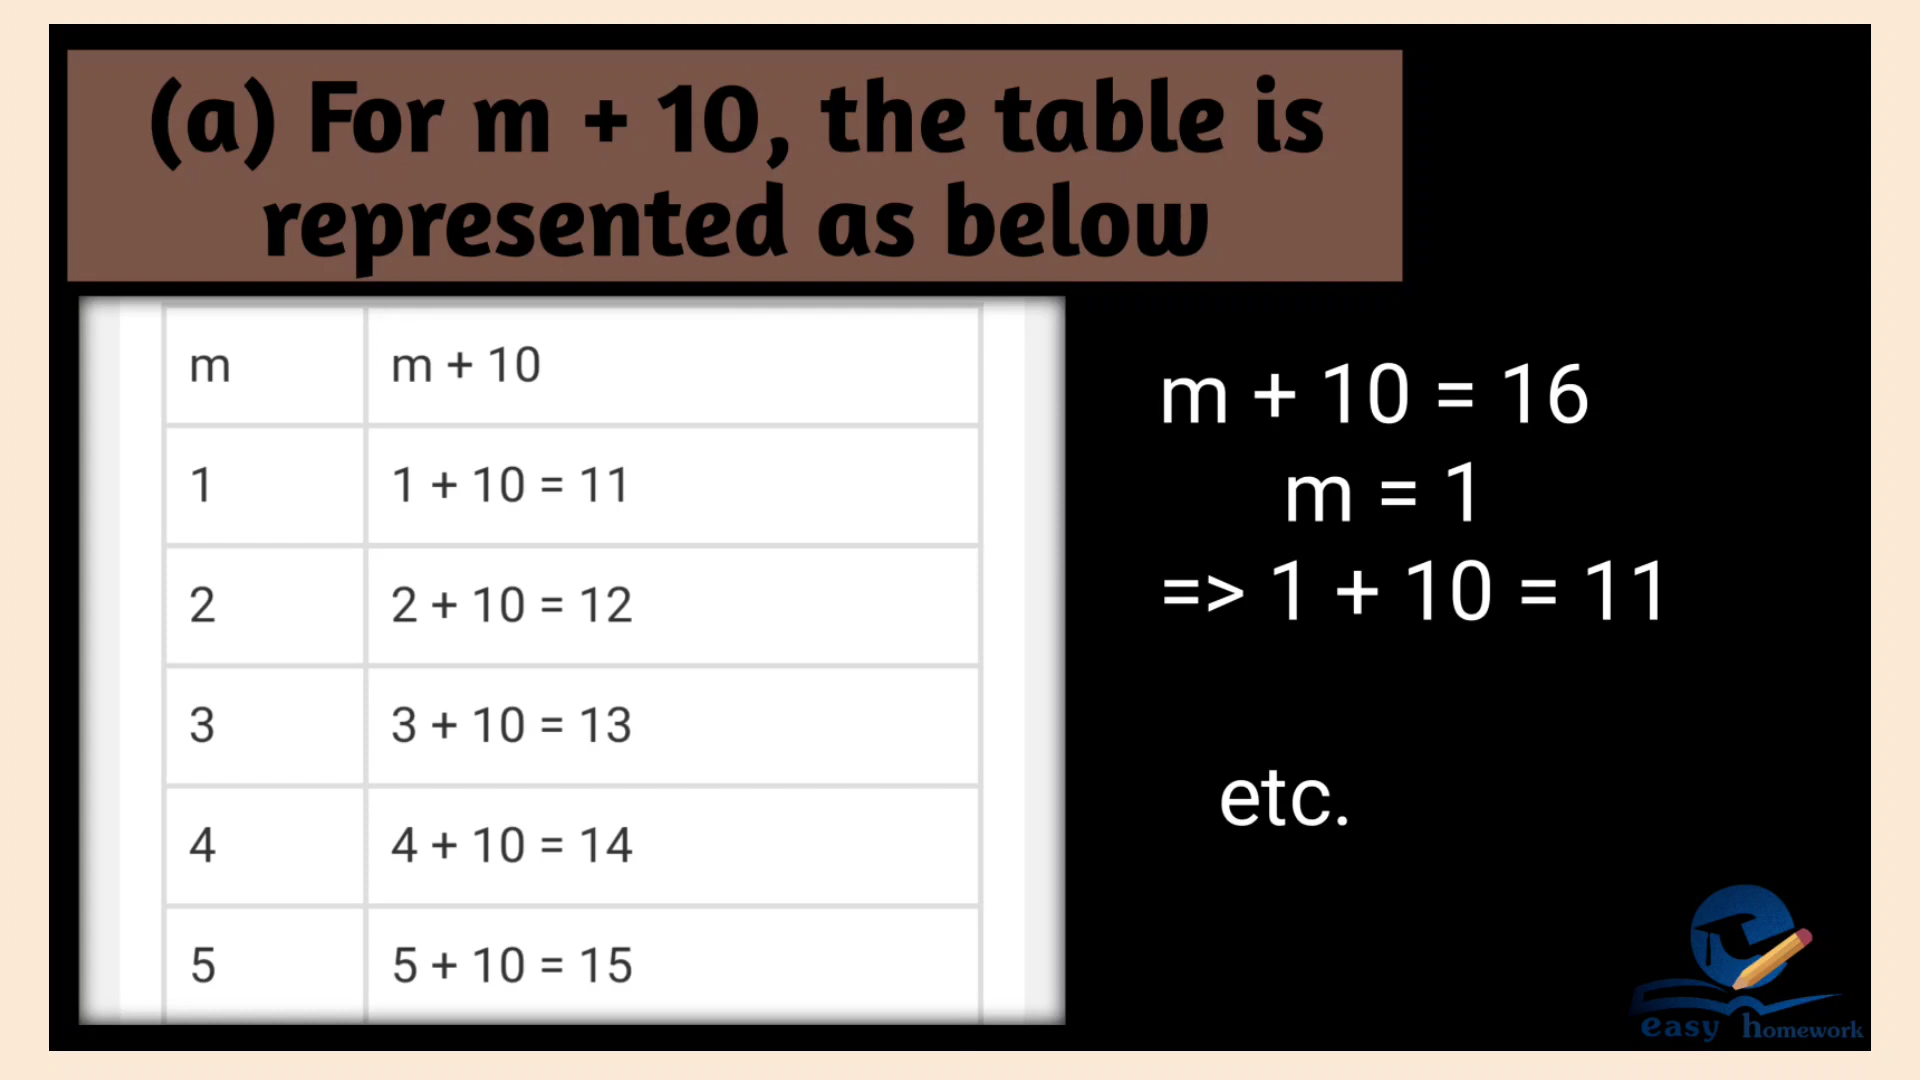 (a) For m + 10, the table is
represented as below
m m + 10
1 1 + 10 = 11
2 2 + 10 = 12
3 3 + 10 = 13
4 4 + 10 = 14
5 5 + 10 = 15
m + 10 = 16
m = 1
=> 1 + 10 = 11
etc.
easy homework